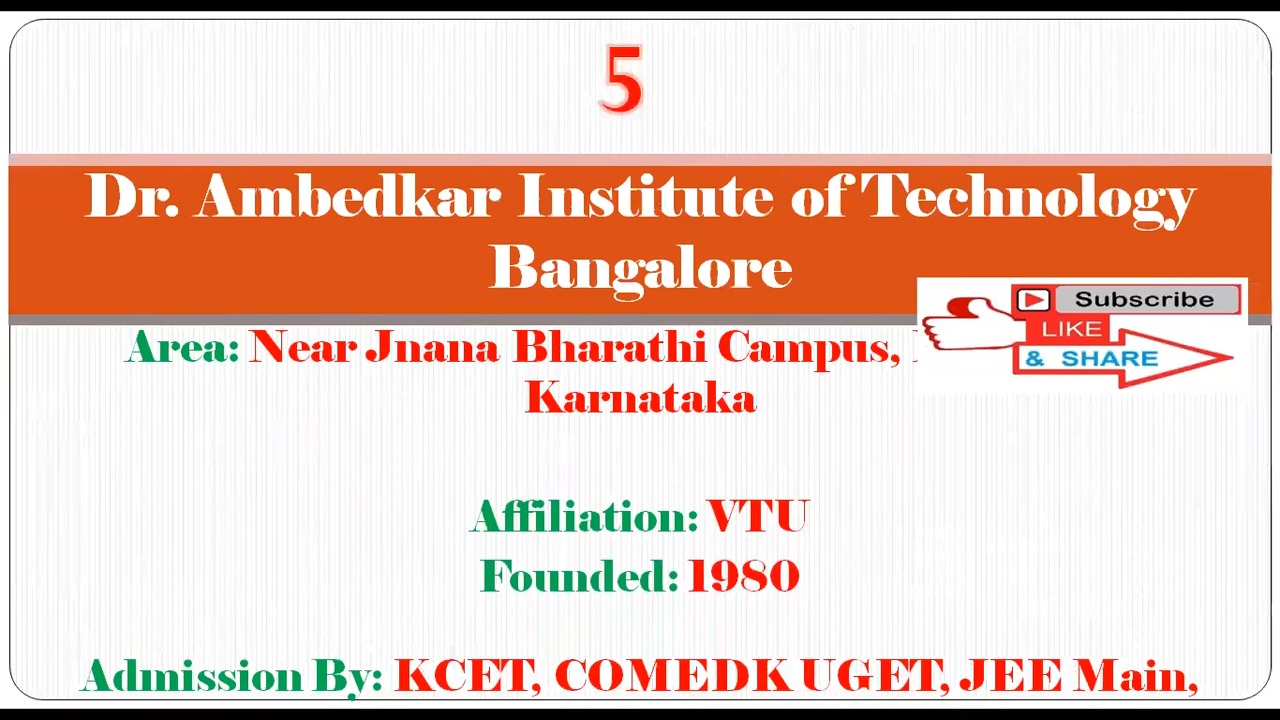 5
Dr. Ambedkar Institute of Technology
Bangalore
Subscribe
LIKE
& SHARE
Area: Near Jnana Bharathi Campus,
Karnataka
Affiliation: VTU
Founded: 1980
Admission By: KCET, COMEDK UGET, JEE Main,